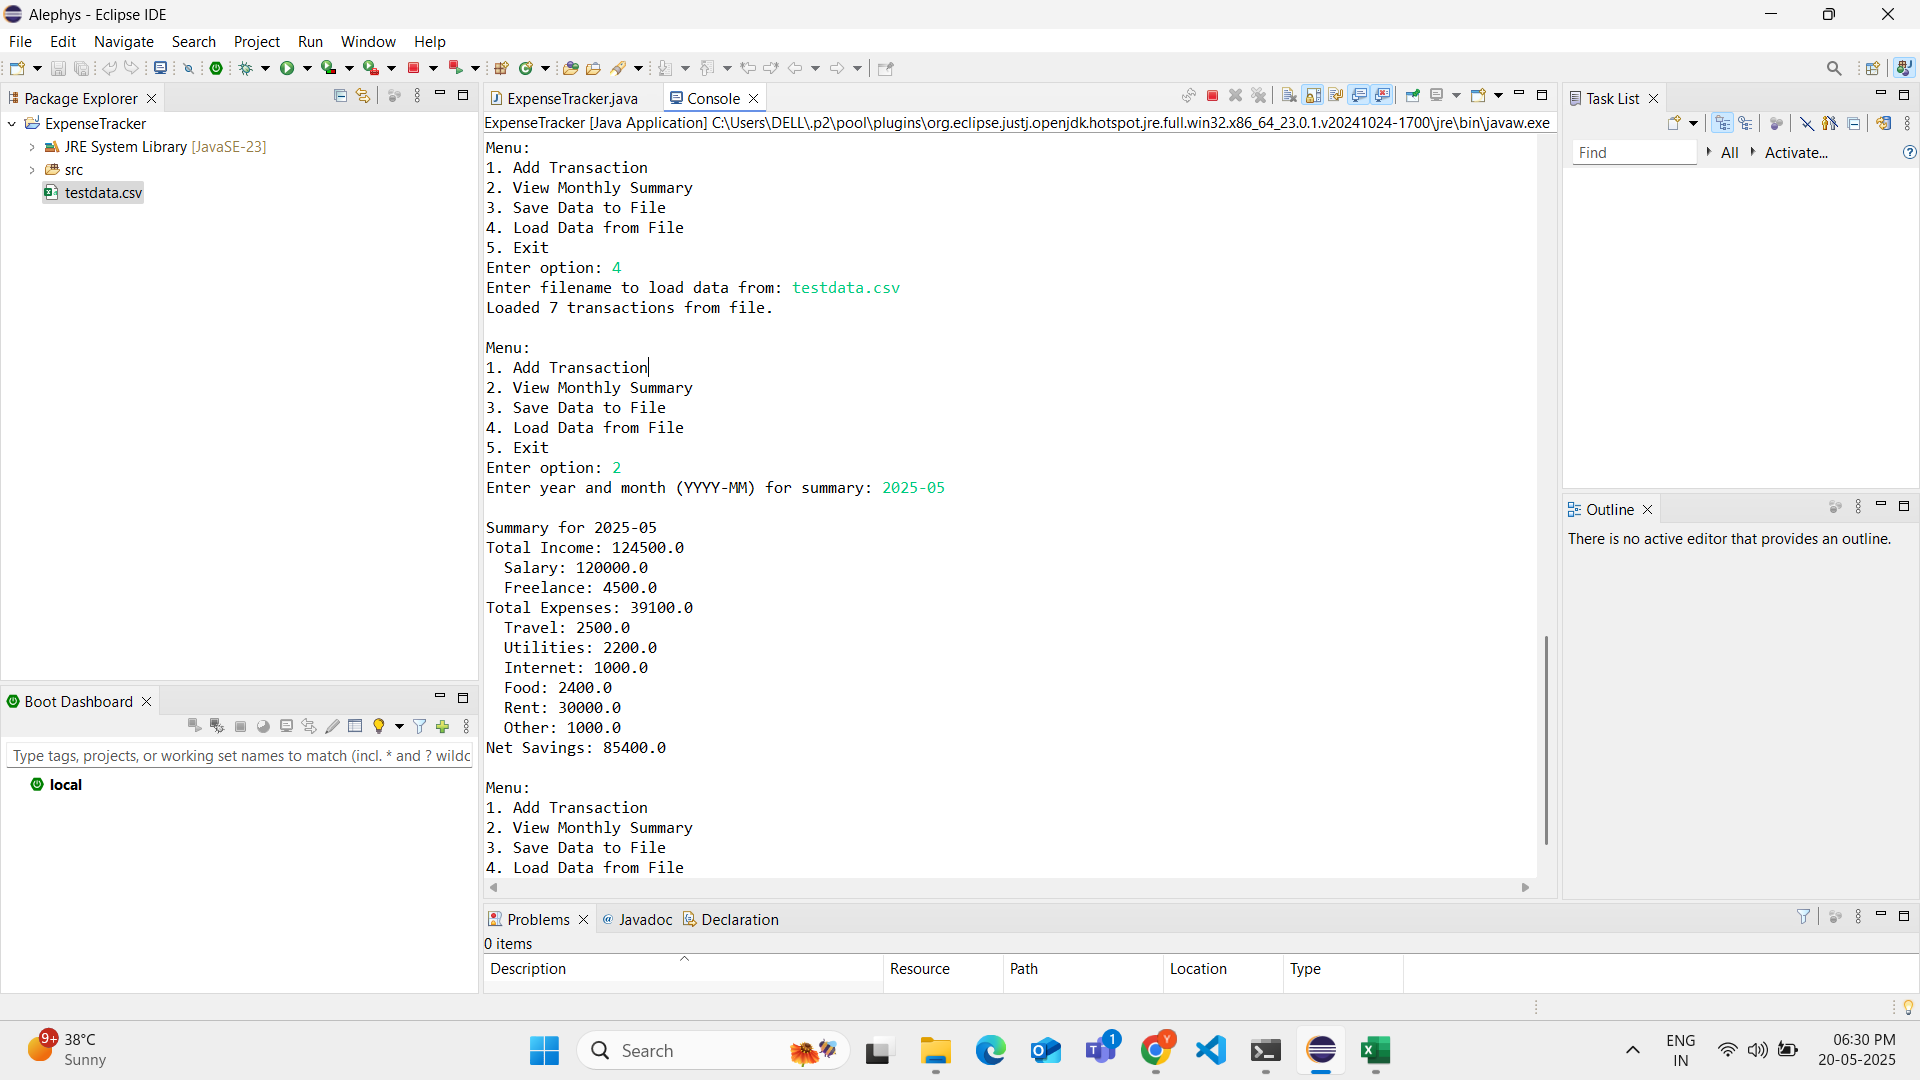 Alephys - Eclipse IDE
File Edit Navigate Search Project Run Window Help
Package Explorer
ExpenseTracker
JRE System Library [JavaSE-23]
src
testdata.csv
Boot Dashboard
Type tags, projects, or working set names to match (incl. * and ? wildc
local
ExpenseTracker.java Console
ExpenseTracker [Java Application] C:\Users\DELL\.p2\pool\plugins\org.eclipse.justj.openjdk.hotspot.jre.full.win32.x86_64_23.0.1.v20241024-1700\jre\bin\javaw.exe
Menu:
1. Add Transaction
2. View Monthly Summary
3. Save Data to File
4. Load Data from File
5. Exit
Enter option: 4
Enter filename to load data from: testdata.csv
Loaded 7 transactions from file.
Menu:
1. Add Transaction
2. View Monthly Summary
3. Save Data to File
4. Load Data from File
5. Exit
Enter option: 2
Enter year and month (YYYY-MM) for summary: 2025-05
Summary for 2025-05
Total Income: 124500.0
Salary: 120000.0
Freelance: 4500.0
Total Expenses: 39100.0
Travel: 2500.0
Utilities: 2200.0
Internet: 1000.0
Food: 2400.0
Rent: 30000.0
Other: 1000.0
Net Savings: 85400.0
Menu:
1. Add Transaction
2. View Monthly Summary
3. Save Data to File
4. Load Data from File
Task List
Find All Activate...
Outline
There is no active editor that provides an outline.
Problems @ Javadoc Declaration
0 items
Description Resource Path Location Type
9+
38°C
Sunny
Search
1
Y
ENG
IN
06:30 PM
20-05-2025